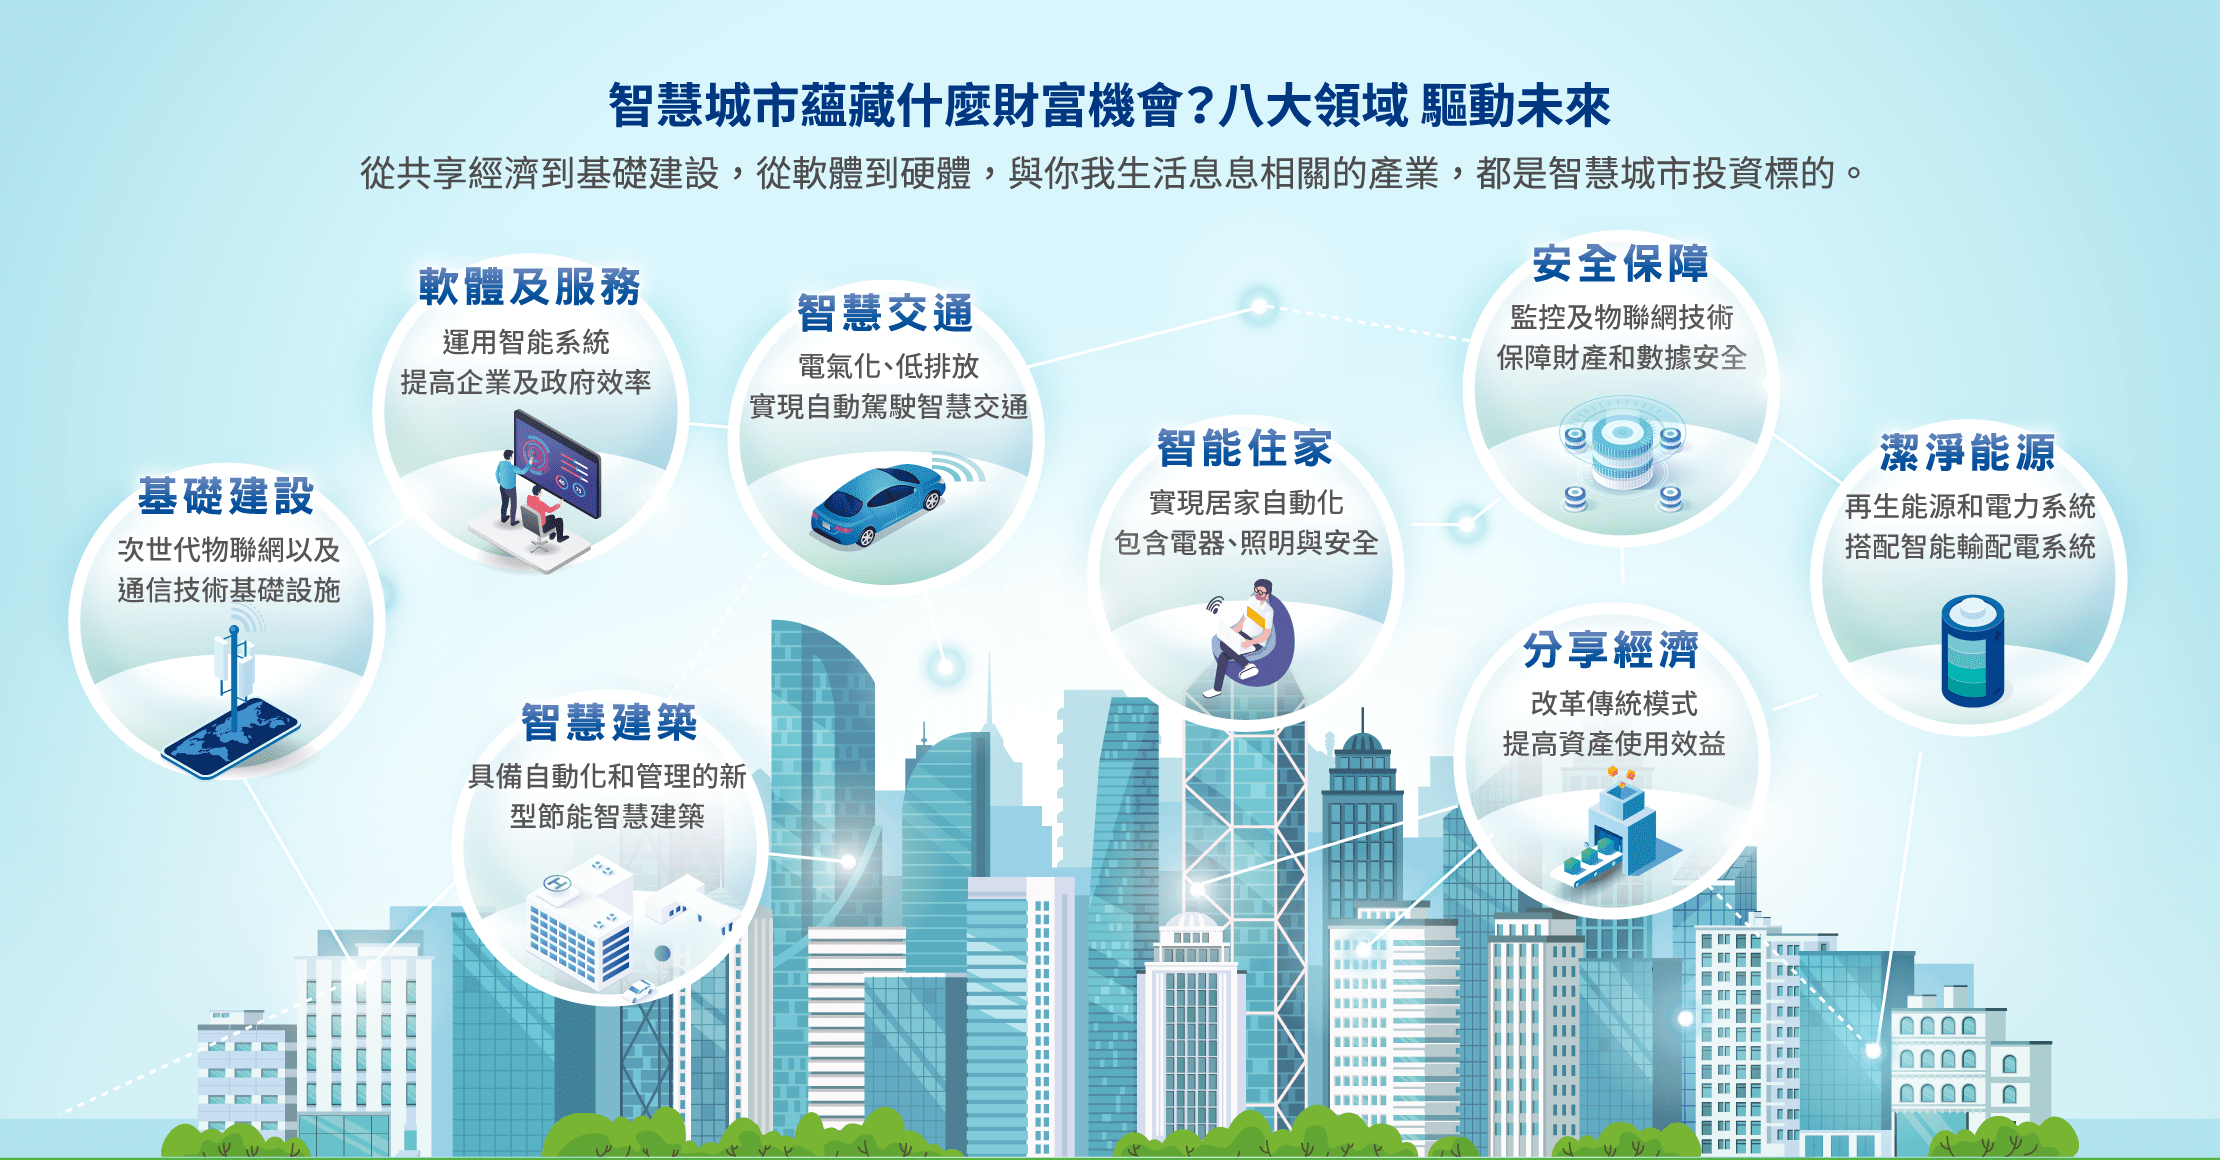 智慧城市蘊藏什麼財富機會？八大領域 驅動未來
從共享經濟到基礎建設，從軟體到硬體，與你我生活息息相關的產業，都是智慧城市投資標的。
基礎建設
次世代物聯網以及
通信技術基礎設施
軟體及服務
運用智能系統
提高企業及政府效率
智慧建築
具備自動化和管理的新
型節能智慧建築
智慧交通
電氣化、低排放
實現自動駕駛智慧交通
智能住家
實現居家自動化
包含電器、照明與安全
安全保障
監控及物聯網技術
保障財產和數據安全
分享經濟
改革傳統模式
提高資產使用效益
潔淨能源
再生能源和電力系統
搭配智能輸配電系統
H